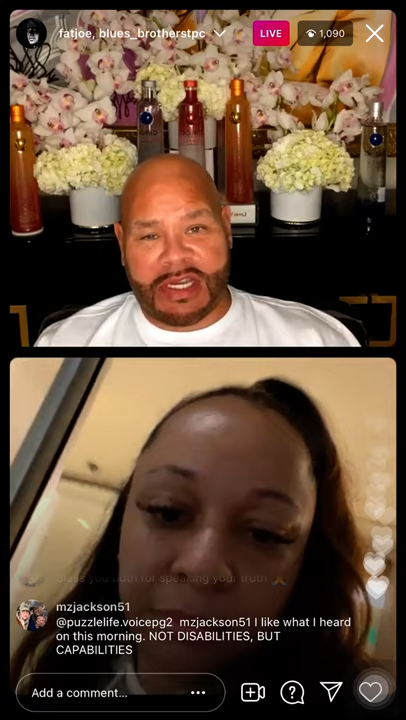 fatjoe, blues_brotherstpc
LIVE
1,090
bless you both for speaking your truth 🙏
mzjackson51
@puzzlelife.voicepg2 mzjackson51 I like what I heard
on this morning. NOT DISABILITIES, BUT
CAPABILITIES
Add a comment...